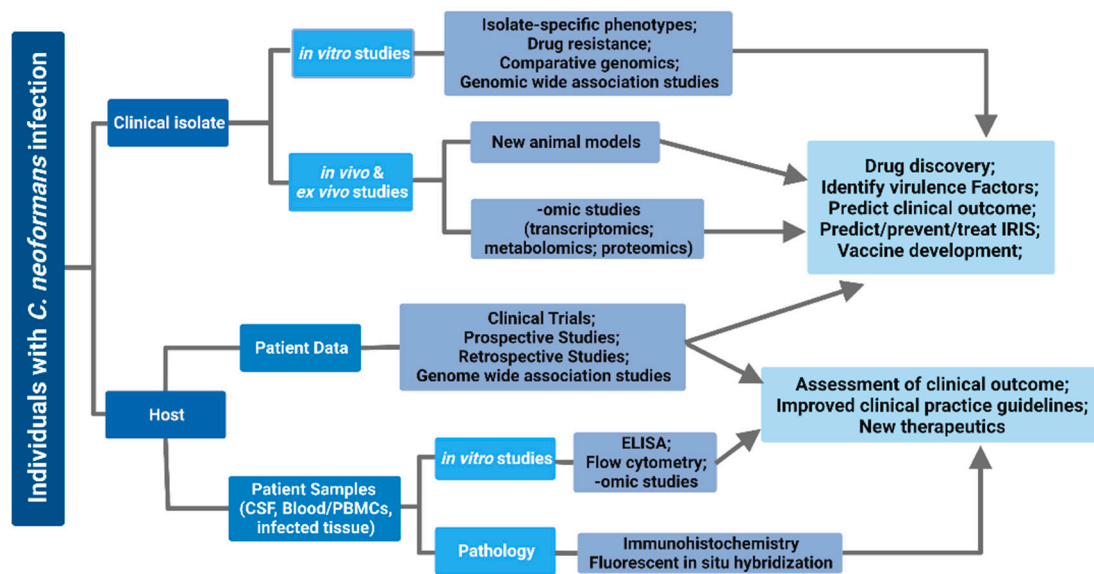 Individuals with C. neoformans infection
Clinical isolate
in vitro studies
Isolate-specific phenotypes;
Drug resistance;
Comparative genomics;
Genomic wide association studies
in vivo &
ex vivo studies
New animal models
-omic studies
(transcriptomics;
metabolomics; proteomics)
Drug discovery;
Identify virulence Factors;
Predict clinical outcome;
Predict/prevent/treat IRIS;
Vaccine development;
Host
Patient Data
Clinical Trials;
Prospective Studies;
Retrospective Studies;
Genome wide association studies
Patient Samples
(CSF, Blood/PBMCs,
infected tissue)
in vitro studies
ELISA;
Flow cytometry;
-omic studies
Pathology
Immunohistochemistry
Fluorescent in situ hybridization
Assessment of clinical outcome;
Improved clinical practice guidelines;
New therapeutics